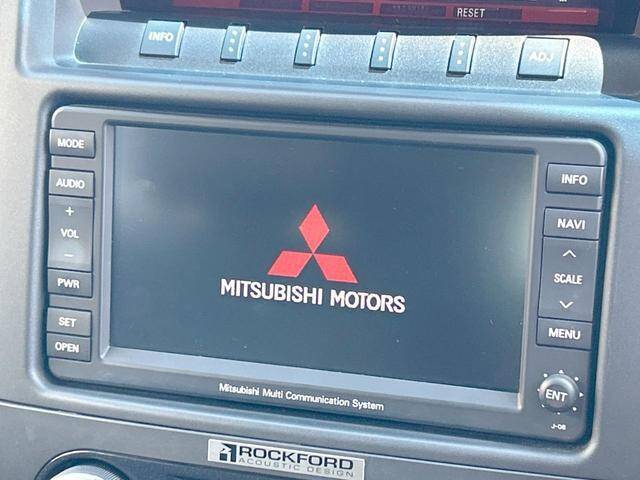 RESET
INFO
ADJ
MODE
AUDIO
+
VOL
−
PWR
SET
OPEN
MITSUBISHI MOTORS
INFO
NAVI
SCALE
MENU
ENT
J-08
Mitsubishi Multi Communication System
ROCKFORD
ACOUSTIC DESIGN